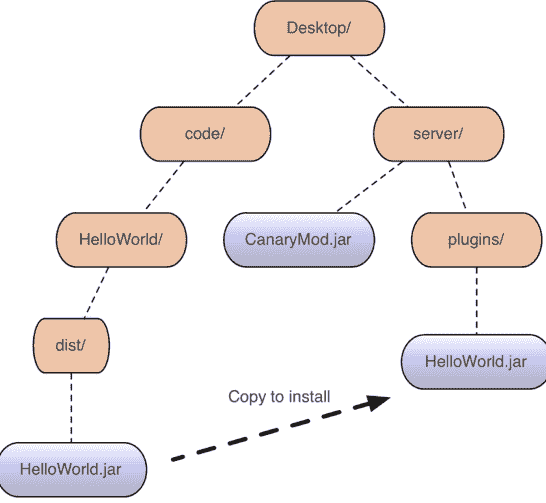 Desktop/
code/
server/
HelloWorld/
CanaryMod.jar
plugins/
dist/
HelloWorld.jar
Copy to install
HelloWorld.jar